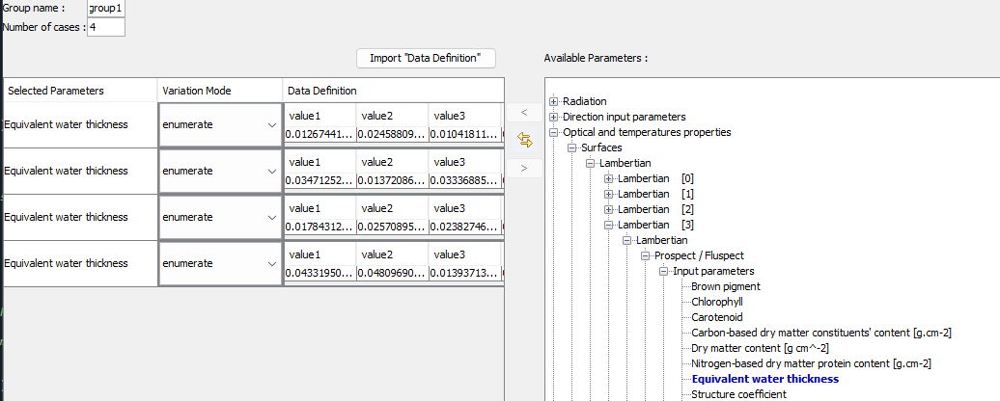 Group name : group1
Number of cases : 4
Import "Data Definition"
Available Parameters :
Selected Parameters Variation Mode Data Definition
Equivalent water thickness enumerate value1 value2 value3
0.01267441... 0.02458809... 0.01041811...
Equivalent water thickness enumerate value1 value2 value3
0.03471252... 0.01372086... 0.03336885...
Equivalent water thickness enumerate value1 value2 value3
0.01784312... 0.02570895... 0.02382746...
Equivalent water thickness enumerate value1 value2 value3
0.04331950... 0.04809690... 0.01393713...
<
>
Radiation
Direction input parameters
Optical and temperatures properties
Surfaces
Lambertian
Lambertian [0]
Lambertian [1]
Lambertian [2]
Lambertian [3]
Lambertian
Prospect / Fluspect
Input parameters
Brown pigment
Chlorophyll
Carotenoid
Carbon-based dry matter constituents' content [g.cm-2]
Dry matter content [g cm^-2]
Nitrogen-based dry matter protein content [g.cm-2]
Equivalent water thickness
Structure coefficient